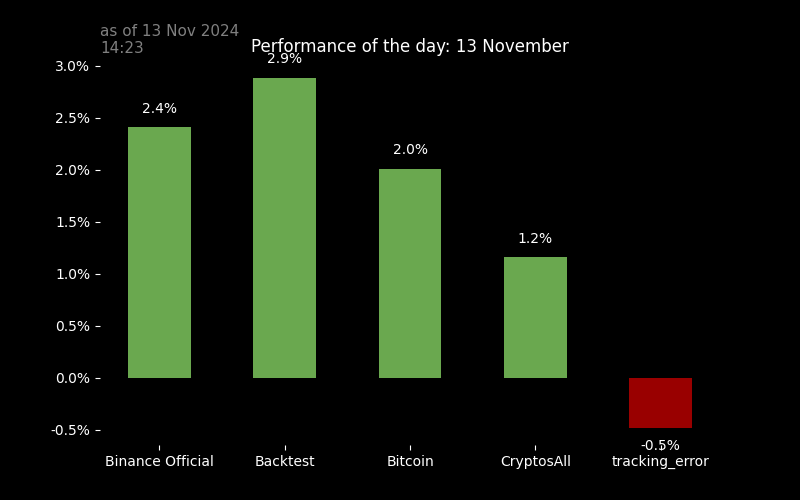 as of 13 Nov 2024
14:23
Performance of the day: 13 November
3.0%
2.5%
2.0%
1.5%
1.0%
0.5%
0.0%
-0.5%
2.4%
2.9%
2.0%
1.2%
-0.5%
Binance Official
Backtest
Bitcoin
CryptosAll
tracking_error